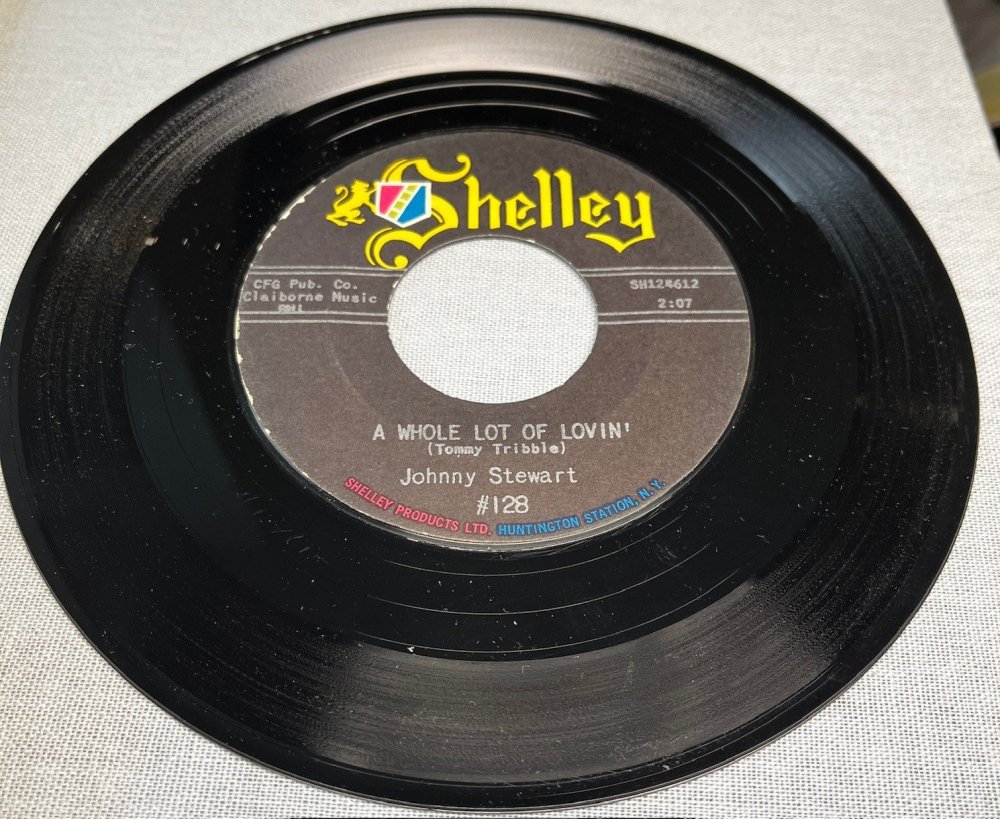 Shelley
CFG Pub. Co.
Claiborne Music
BMI
SH124612
2:07
A WHOLE LOT OF LOVIN'
(Tommy Tribble)
Johnny Stewart
#128
SHELLEY PRODUCTS LTD. HUNTINGTON STATION, N.Y.